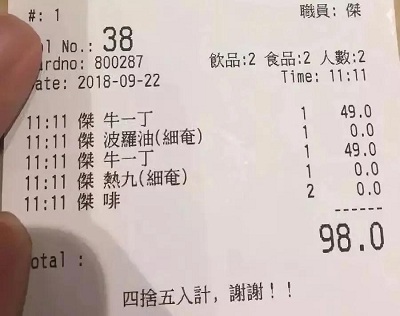 #: 1 職員: 傑
l No.: 38
ardno: 800287 飲品:2 食品:2 人數:2
ate: 2018-09-22 Time: 11:11
11:11 傑 牛一丁 1 49.0
11:11 傑 波羅油(細奄) 1 0.0
11:11 傑 牛一丁 1 49.0
11:11 傑 熱九(細奄) 1 0.0
11:11 傑 啡 2 0.0
------
otal : 98.0
四捨五入計，謝謝！！